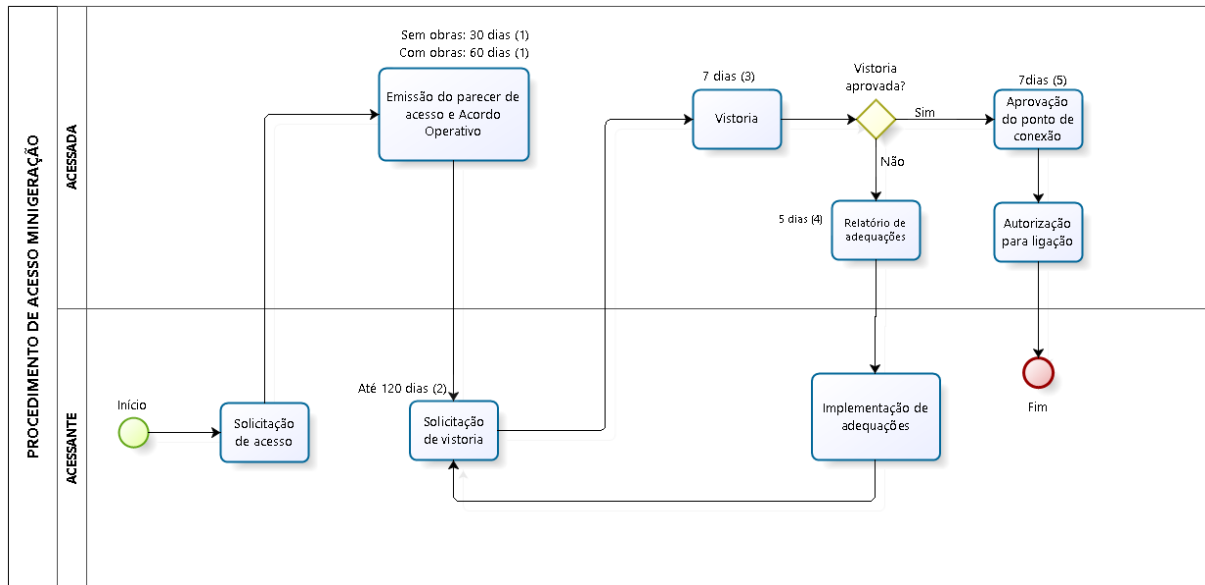 PROCEDIMENTO DE ACESSO MINIGERAÇÃO
ACESSADA
Sem obras: 30 dias (1)
Com obras: 60 dias (1)
Emissão do parecer de
acesso e Acordo
Operativo
7 dias (3)
Vistoria
Vistoria
aprovada?
Sim
Não
7dias (5)
Aprovação
do ponto de
conexão
5 dias (4)
Relatório de
adequações
Autorização
para ligação
ACESSANTE
Início
Solicitação
de acesso
Até 120 dias (2)
Solicitação
de vistoria
Implementação de
adequações
Fim